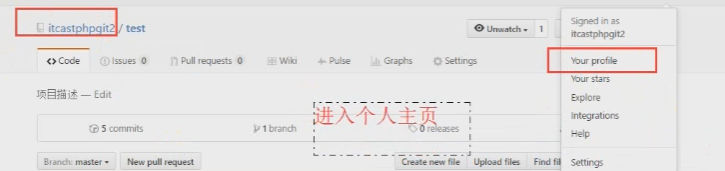 itcastphpgit2 / test
Unwatch 1
Signed in as
itcastphpgit2
Your profile
Your stars
Explore
Integrations
Help
Settings
Code Issues 0 Pull requests 0 Wiki Pulse Graphs Settings
项目描述 — Edit
进入个人主页
5 commits 1 branch 0 releases
Branch: master New pull request Create new file Upload files Find fil